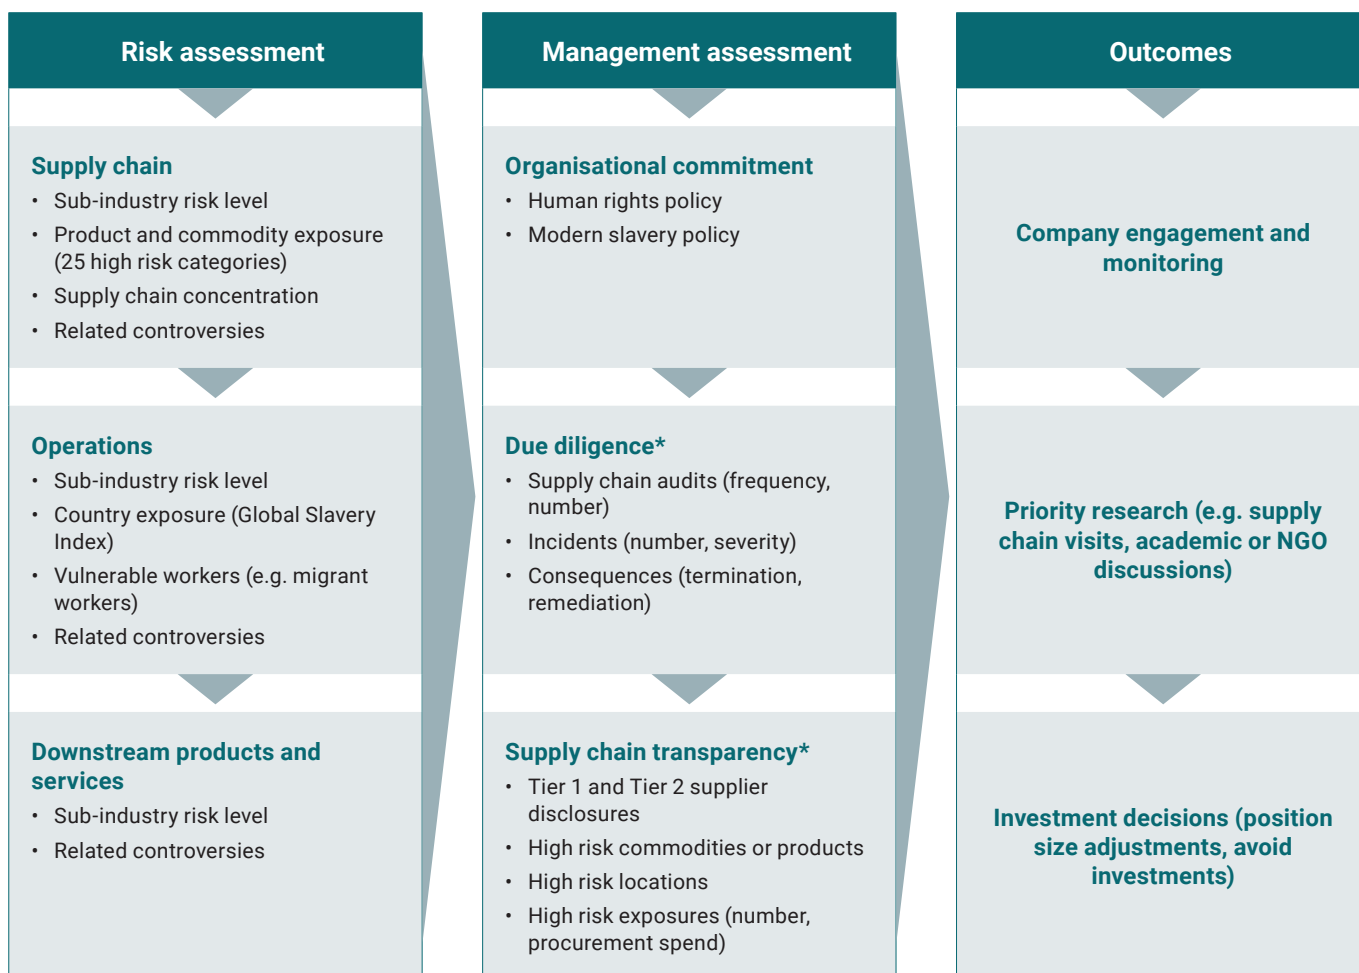 Risk assessment
Supply chain
• Sub-industry risk level
• Product and commodity exposure
(25 high risk categories)
• Supply chain concentration
• Related controversies
Operations
• Sub-industry risk level
• Country exposure (Global Slavery
Index)
• Vulnerable workers (e.g. migrant
workers)
• Related controversies
Downstream products and
services
• Sub-industry risk level
• Related controversies
Management assessment
Organisational commitment
• Human rights policy
• Modern slavery policy
Due diligence*
• Supply chain audits (frequency,
number)
• Incidents (number, severity)
• Consequences (termination,
remediation)
Supply chain transparency*
• Tier 1 and Tier 2 supplier
disclosures
• High risk commodities or products
• High risk locations
• High risk exposures (number,
procurement spend)
Outcomes
Company engagement and
monitoring
Priority research (e.g. supply
chain visits, academic or NGO
discussions)
Investment decisions (position
size adjustments, avoid
investments)